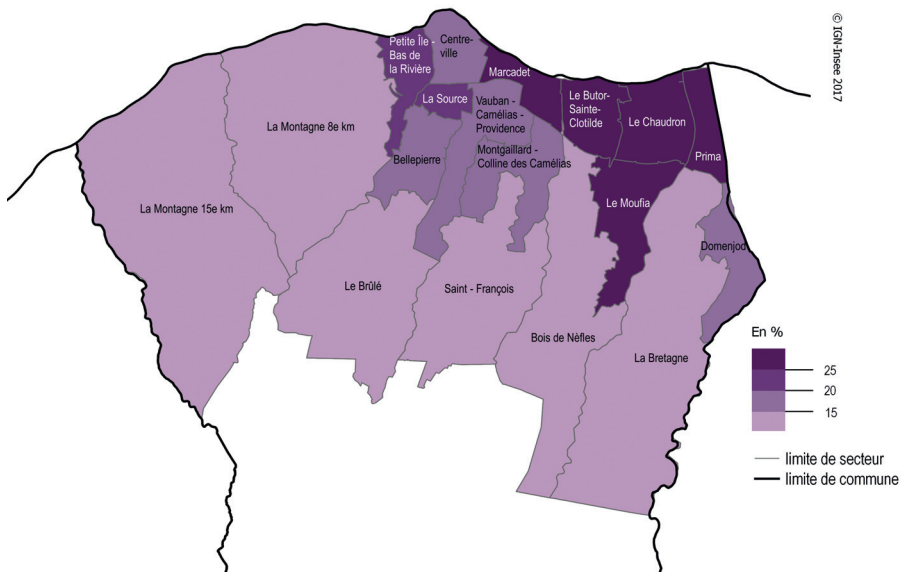 © IGN-Insee 2017
Petite Île -
Bas de
la Rivière
Centre-
ville
Marcadet
La Source
Vauban -
Camélias -
Providence
Le Butor-
Sainte-
Clotilde
Le Chaudron
Prima
La Montagne 8e km
Bellepierre
Montgaillard -
Colline des Camélias
La Montagne 15e km
Le Moufia
Domenjod
Le Brûlé
Saint - François
Bois de Nèfles
La Bretagne
En %
25
20
15
limite de secteur
limite de commune